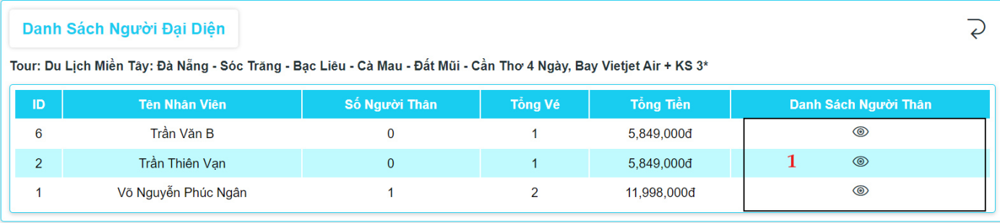 Danh Sách Người Đại Diện
Tour: Du Lịch Miền Tây: Đà Nẵng - Sóc Trăng - Bạc Liêu - Cà Mau - Đất Mũi - Cần Thơ 4 Ngày, Bay Vietjet Air + KS 3*
ID Tên Nhân Viên Số Người Thân Tổng Vé Tổng Tiền Danh Sách Người Thân
6 Trần Văn B 0 1 5,849,000đ
2 Trần Thiên Vạn 0 1 5,849,000đ 1
1 Võ Nguyễn Phúc Ngân 1 2 11,998,000đ